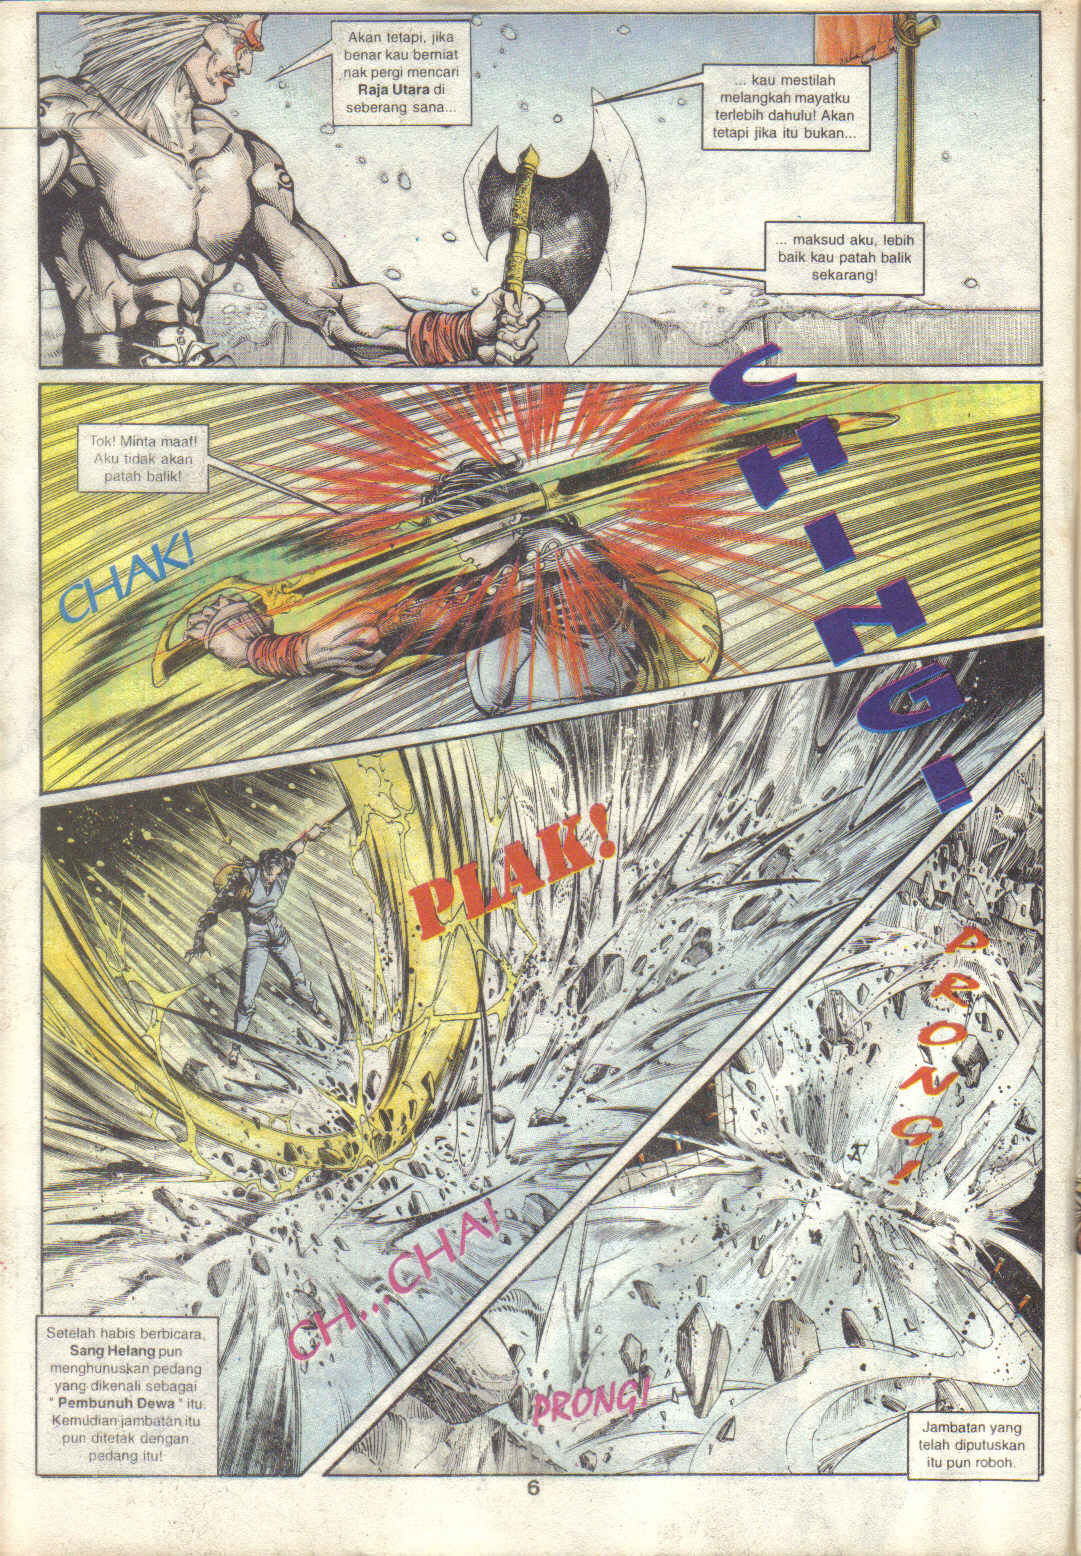 Akan tetapi, jika
benar kau berniat
nak pergi mencari
Raja Utara di
seberang sana...
... kau mestilah
melangkah mayatku
terlebih dahulu! Akan
tetapi jika itu bukan...
... maksud aku, lebih
baik kau patah balik
sekarang!
CHING!
Tok! Minta maaf!
Aku tidak akan
patah balik!
CHAK!
PLAK!
PRONG!
CH...CHA!
PRONG!
Setelah habis berbicara,
Sang Helang pun
menghunuskan pedang
yang dikenali sebagai
" Pembunuh Dewa " itu.
Kemudian jambatan itu
pun ditetak dengan
pedang itu!
Jambatan yang
telah diputuskan
itu pun roboh.
6